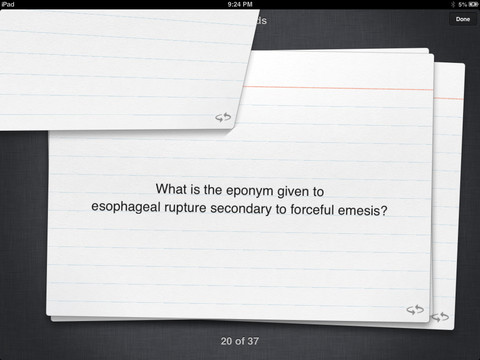 iPad
9:24 PM
5%
ds
Done
What is the eponym given to
esophageal rupture secondary to forceful emesis?
20 of 37